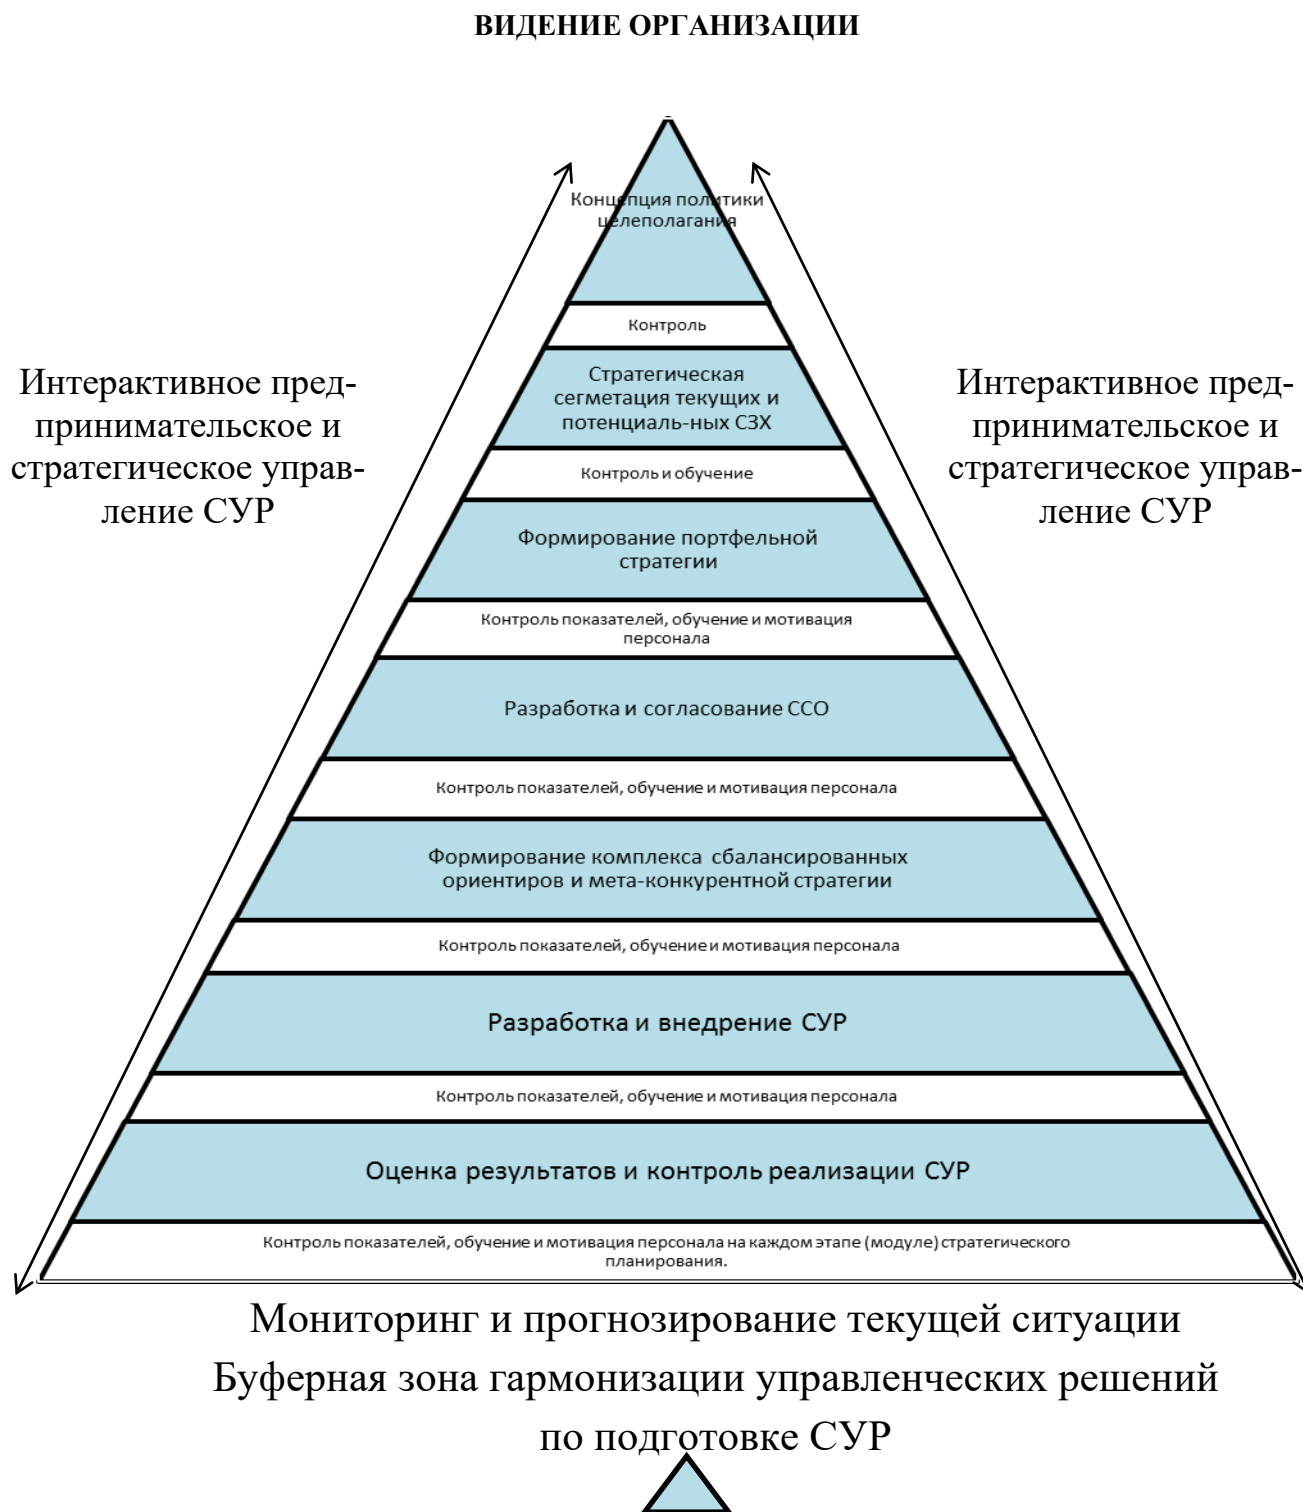 ВИДЕНИЕ ОРГАНИЗАЦИИ
Концепция политики
целеполагания
Контроль
Интерактивное пред-
принимательское и
стратегическое управ-
ление СУР
Стратегическая
сегметация текущих и
потенциаль-ных СЗХ
Интерактивное пред-
принимательское и
стратегическое управ-
ление СУР
Контроль и обучение
Формирование портфельной
стратегии
Контроль показателей, обучение и мотивация
персонала
Разработка и согласование ССО
Контроль показателей, обучение и мотивация персонала
Формирование комплекса сбалансированных
ориентиров и мета-конкурентной стратегии
Контроль показателей, обучение и мотивация персонала
Разработка и внедрение СУР
Контроль показателей, обучение и мотивация персонала
Оценка результатов и контроль реализации СУР
Контроль показателей, обучение и мотивация персонала на каждом этапе (модуле) стратегического
планирования.
Мониторинг и прогнозирование текущей ситуации
Буферная зона гармонизации управленческих решений
по подготовке СУР